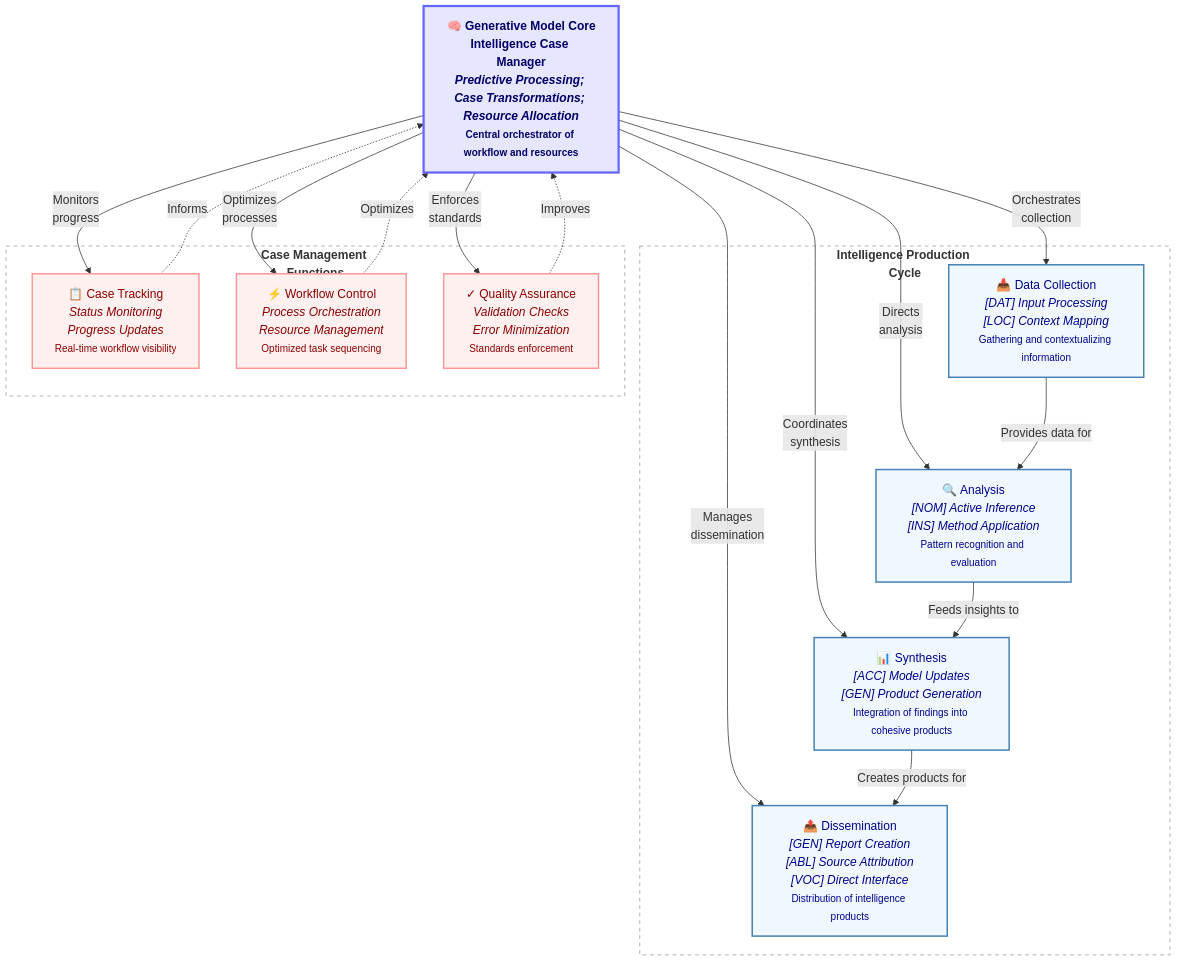 🧠 Generative Model Core
Intelligence Case
Manager
Predictive Processing;
Case Transformations;
Resource Allocation
Central orchestrator of
workflow and resources
Monitors
progress
Informs
Optimizes
processes
Optimizes
Enforces
standards
Improves
Orchestrates
collection
Case Management
Functions
📋 Case Tracking
Status Monitoring
Progress Updates
Real-time workflow visibility
⚡ Workflow Control
Process Orchestration
Resource Management
Optimized task sequencing
✓ Quality Assurance
Validation Checks
Error Minimization
Standards enforcement
Intelligence Production
Cycle
📥 Data Collection
[DAT] Input Processing
[LOC] Context Mapping
Gathering and contextualizing
information
Directs
analysis
Coordinates
synthesis
Provides data for
Manages
dissemination
🔍 Analysis
[NOM] Active Inference
[INS] Method Application
Pattern recognition and
evaluation
Feeds insights to
📊 Synthesis
[ACC] Model Updates
[GEN] Product Generation
Integration of findings into
cohesive products
Creates products for
📤 Dissemination
[GEN] Report Creation
[ABL] Source Attribution
[VOC] Direct Interface
Distribution of intelligence
products